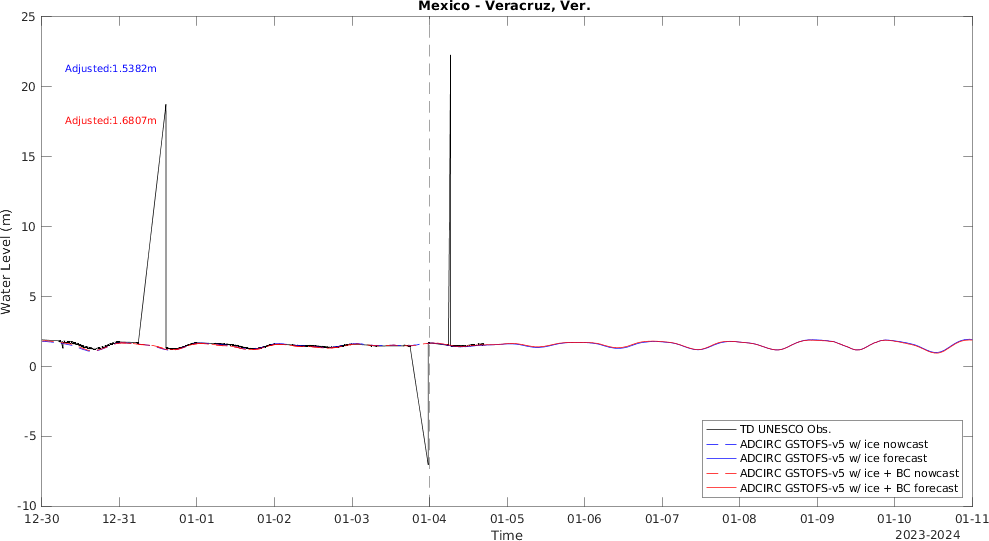 Mexico - Veracruz, Ver.
25
20
15
10
5
0
-5
-10
Water Level (m)
Adjusted:1.5382m
Adjusted:1.6807m
TD UNESCO Obs.
ADCIRC GSTOFS-v5 w/ ice nowcast
ADCIRC GSTOFS-v5 w/ ice forecast
ADCIRC GSTOFS-v5 w/ ice + BC nowcast
ADCIRC GSTOFS-v5 w/ ice + BC forecast
12-30 12-31 01-01 01-02 01-03 01-04 01-05 01-06 01-07 01-08 01-09 01-10 01-11
Time
2023-2024